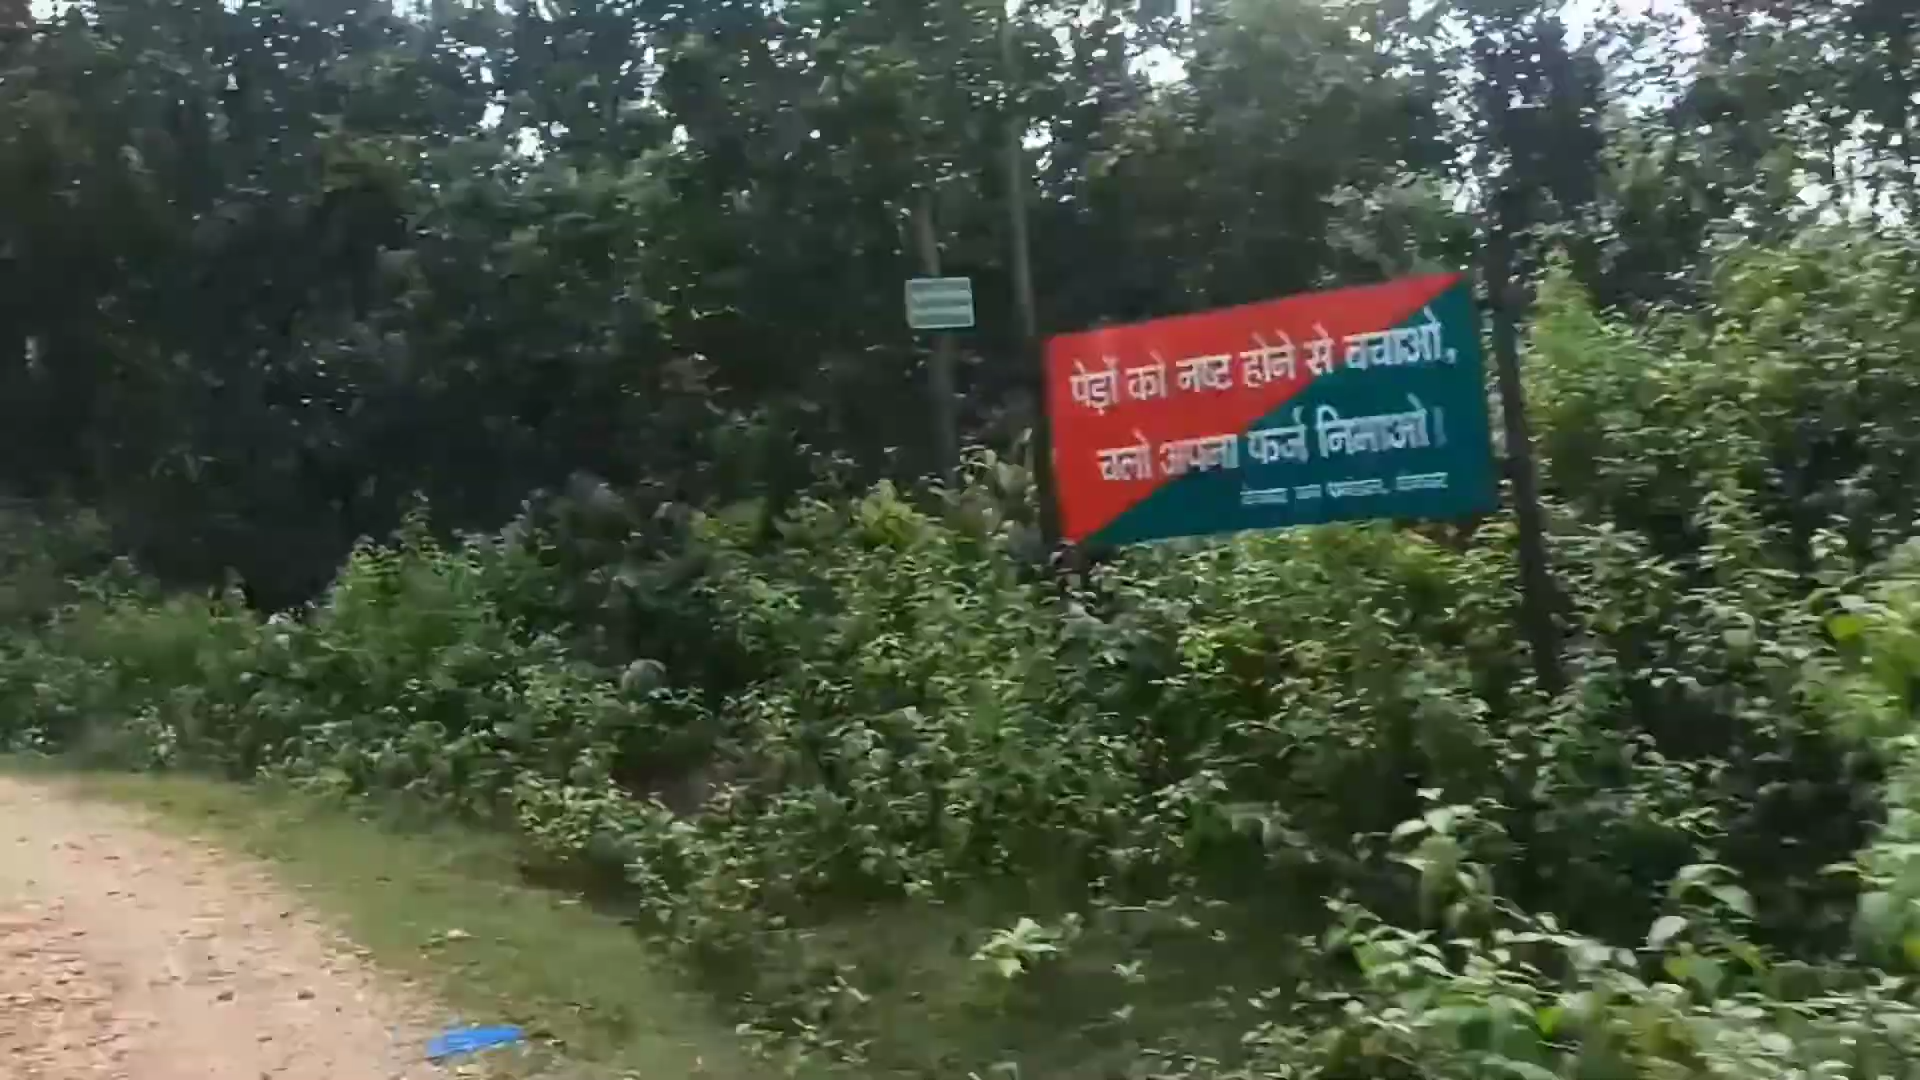 पेड़ों को नष्ट होने से बचाओ,
चलो अपना फर्ज निभाओ।